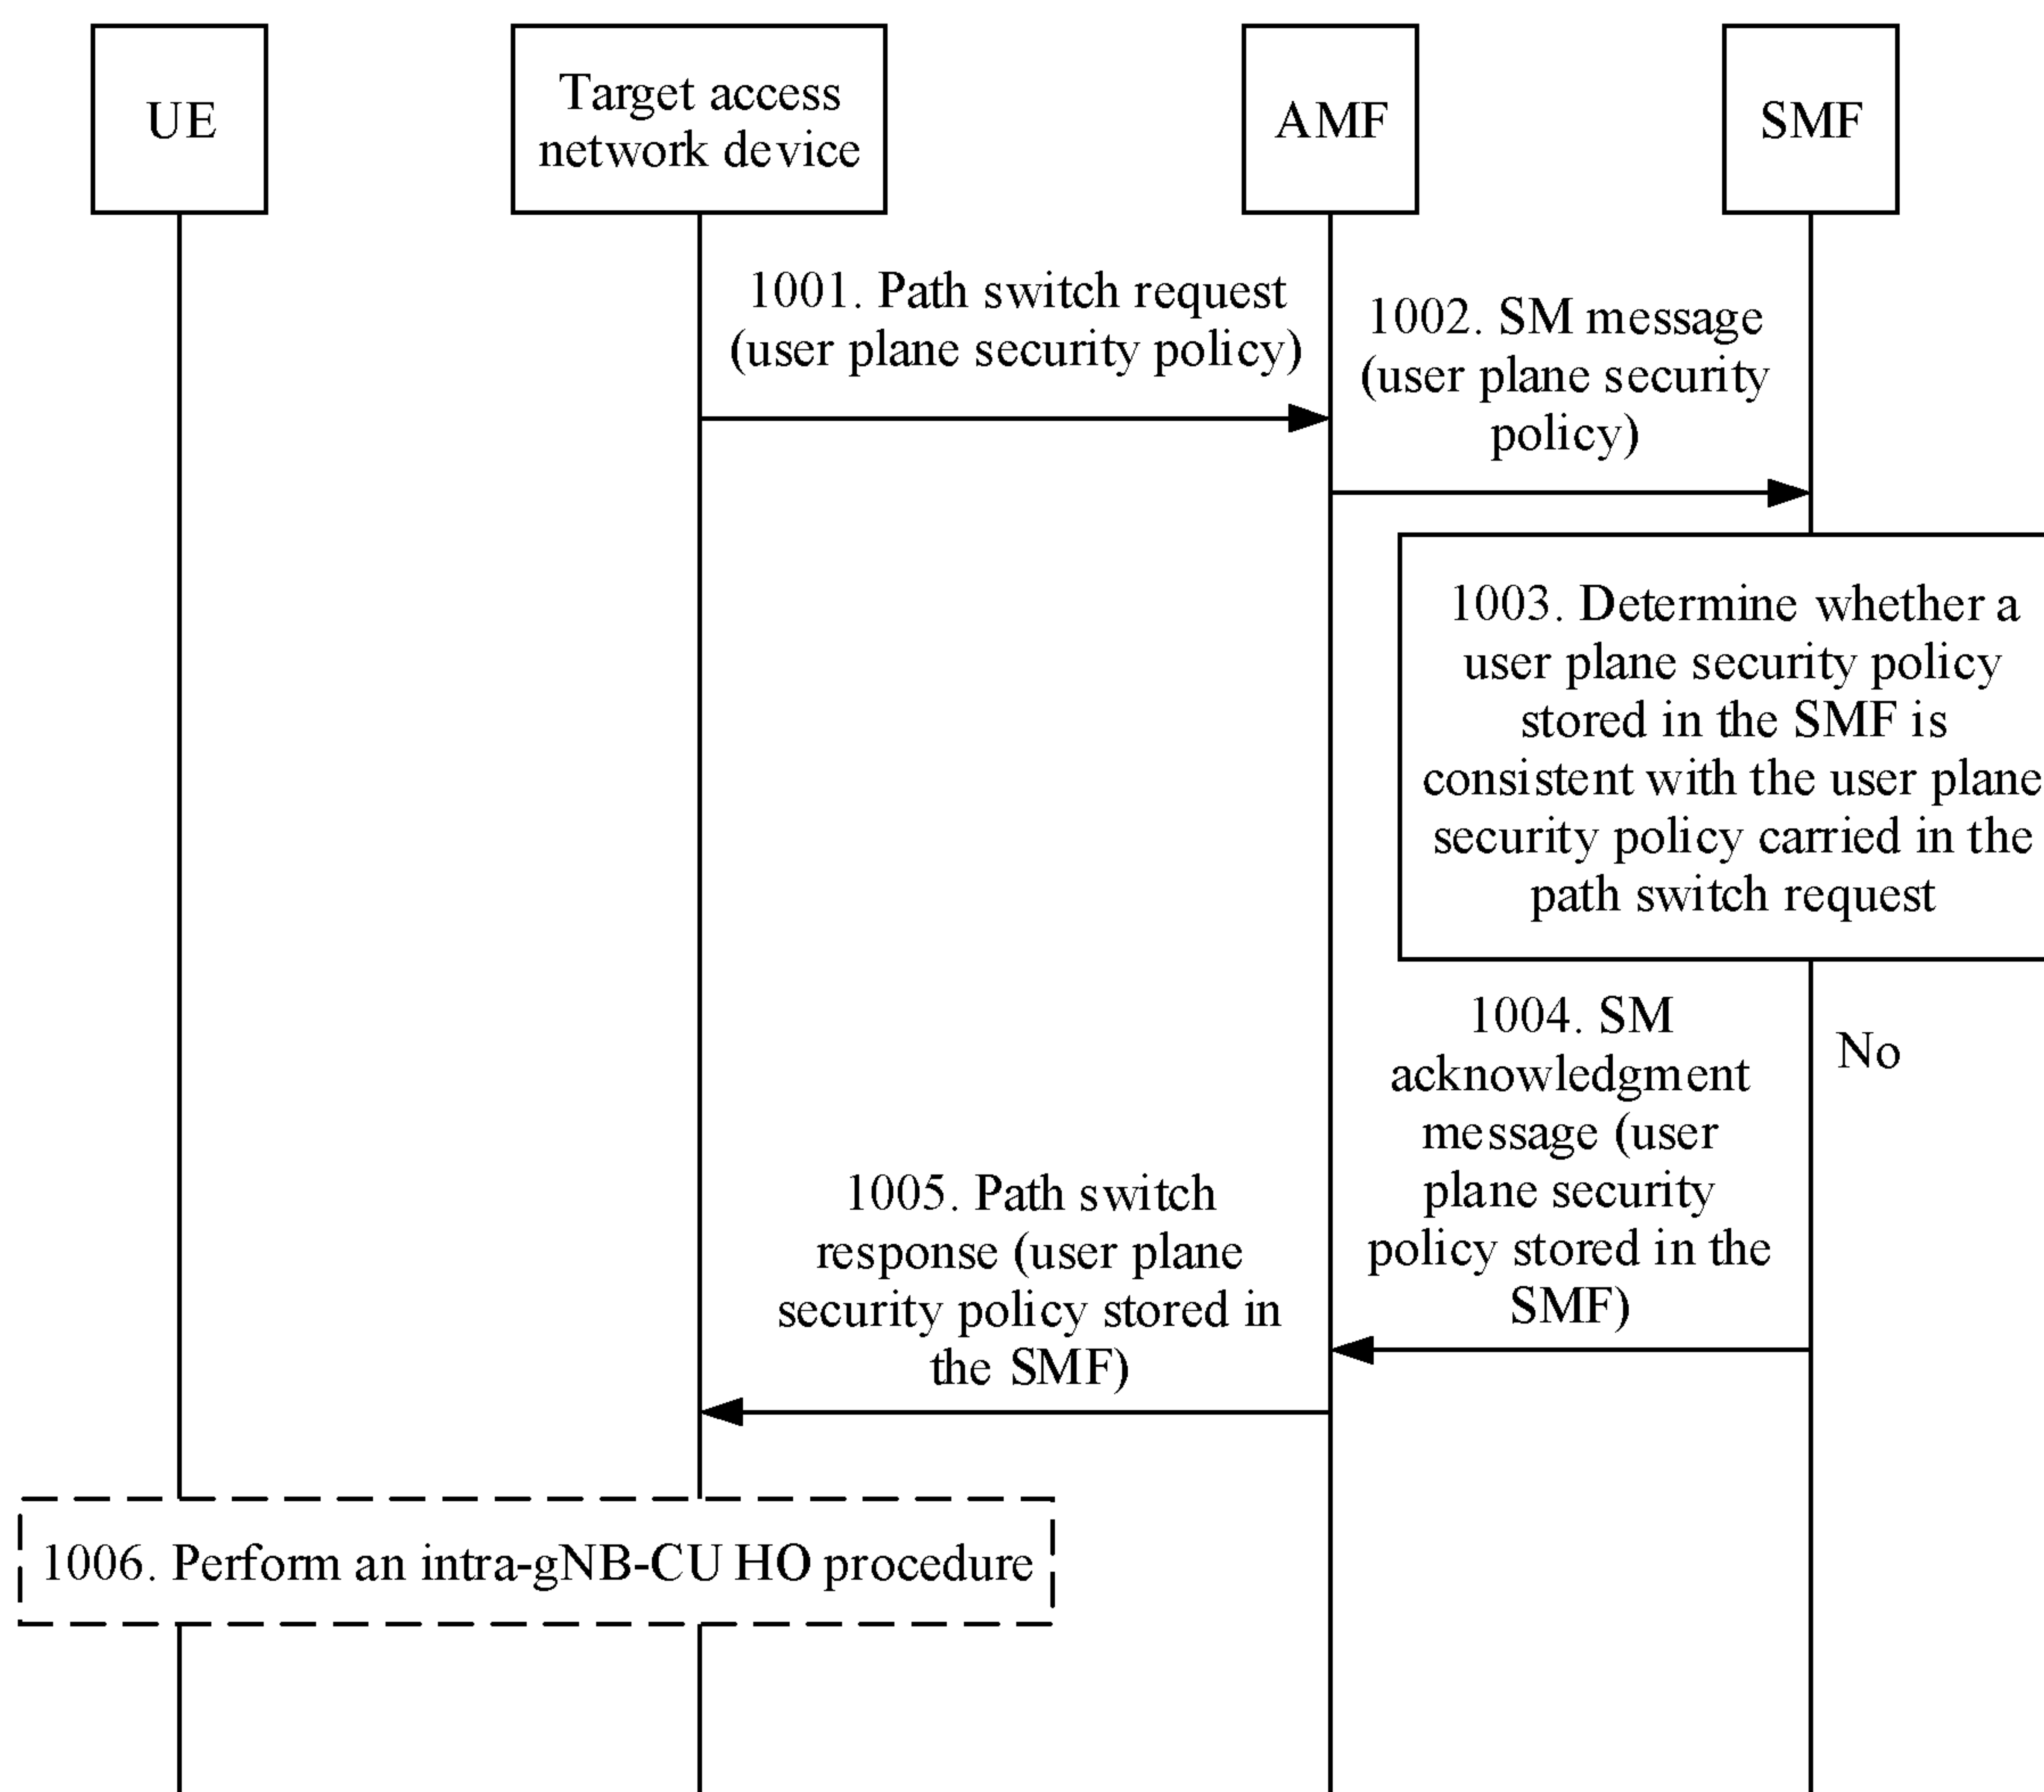 UE
Target access
network device
AMF
SMF
1001. Path switch request
(user plane security policy)
1002. SM message
(user plane security
policy)
1003. Determine whether a
user plane security policy
stored in the SMF is
consistent with the user plane
security policy carried in the
path switch request
No
1004. SM
acknowledgment
message (user
plane security
policy stored in the
SMF)
1005. Path switch
response (user plane
security policy stored in
the SMF)
1006. Perform an intra-gNB-CU HO procedure